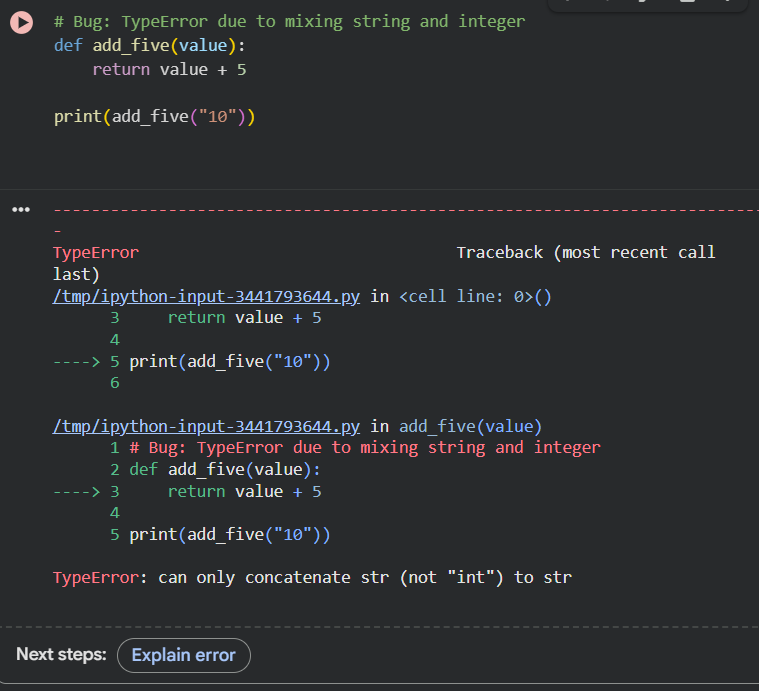 # Bug: TypeError due to mixing string and integer
def add_five(value):
    return value + 5
print(add_five("10"))
-----------------------------------------------------------------------
-
TypeError                                 Traceback (most recent call
last)
/tmp/ipython-input-3441793644.py in <cell line: 0>()
      3     return value + 5
      4
----> 5 print(add_five("10"))
      6
/tmp/ipython-input-3441793644.py in add_five(value)
      1 # Bug: TypeError due to mixing string and integer
      2 def add_five(value):
----> 3     return value + 5
      4
      5 print(add_five("10"))
TypeError: can only concatenate str (not "int") to str
Next steps: Explain error